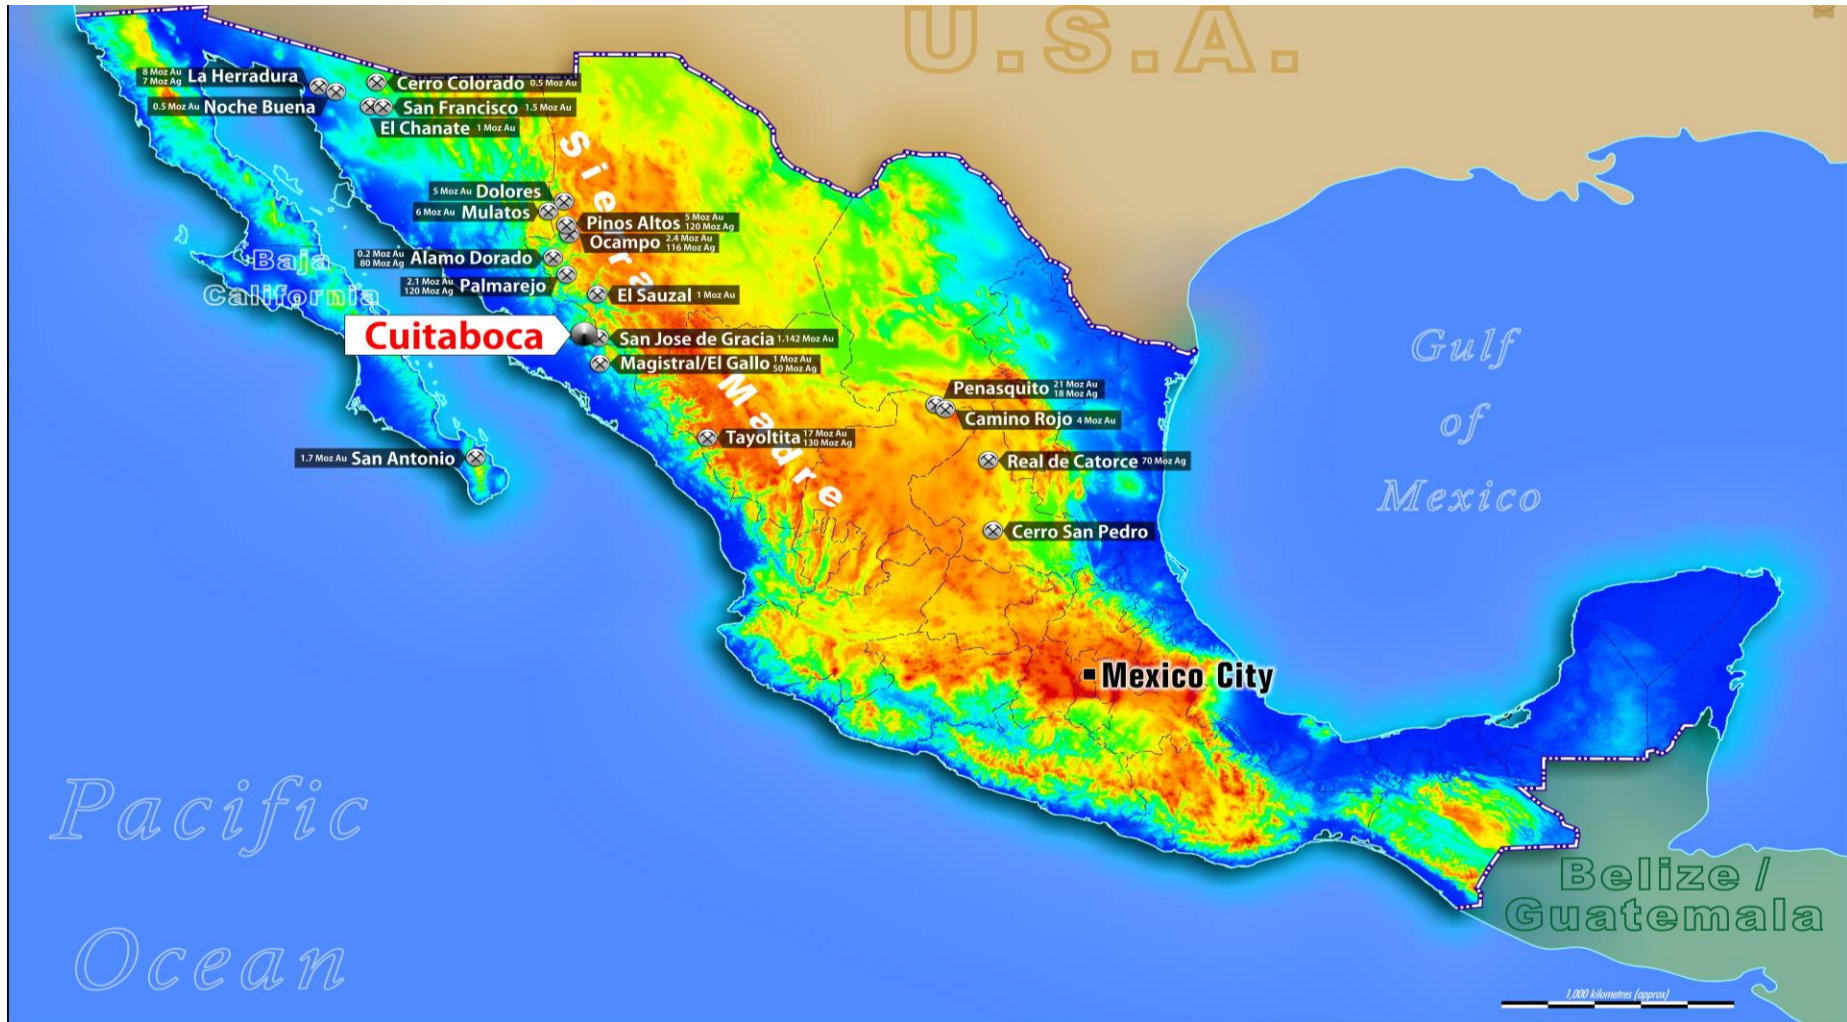 U.S.A.
8 Moz Au
7 Moz Ag
La Herradura
Cerro Colorado 0.5 Moz Au
0.5 Moz Au Noche Buena
San Francisco 1.5 Moz Au
El Chanate 1 Moz Au
Sierra Madre
5 Moz Au Dolores
6 Moz Au Mulatos
Pinos Altos 5 Moz Au
120 Moz Ag
Ocampo 2.4 Moz Au
116 Moz Ag
0.2 Moz Au
80 Moz Ag
Alamo Dorado
2.1 Moz Au
120 Moz Ag
Palmarejo
El Sauzal 1 Moz Au
Baja
California
Cuitaboca
San Jose de Gracia 1.142 Moz Au
Magistral/El Gallo 1 Moz Au
50 Moz Ag
Gulf
of
Mexico
Penasquito 21 Moz Au
18 Moz Ag
Camino Rojo 4 Moz Au
Tayoltita 17 Moz Au
130 Moz Ag
1.7 Moz Au San Antonio
Real de Catorce 70 Moz Ag
Cerro San Pedro
Mexico City
Pacific
Ocean
Belize /
Guatemala
1,000 kilometres (approx)